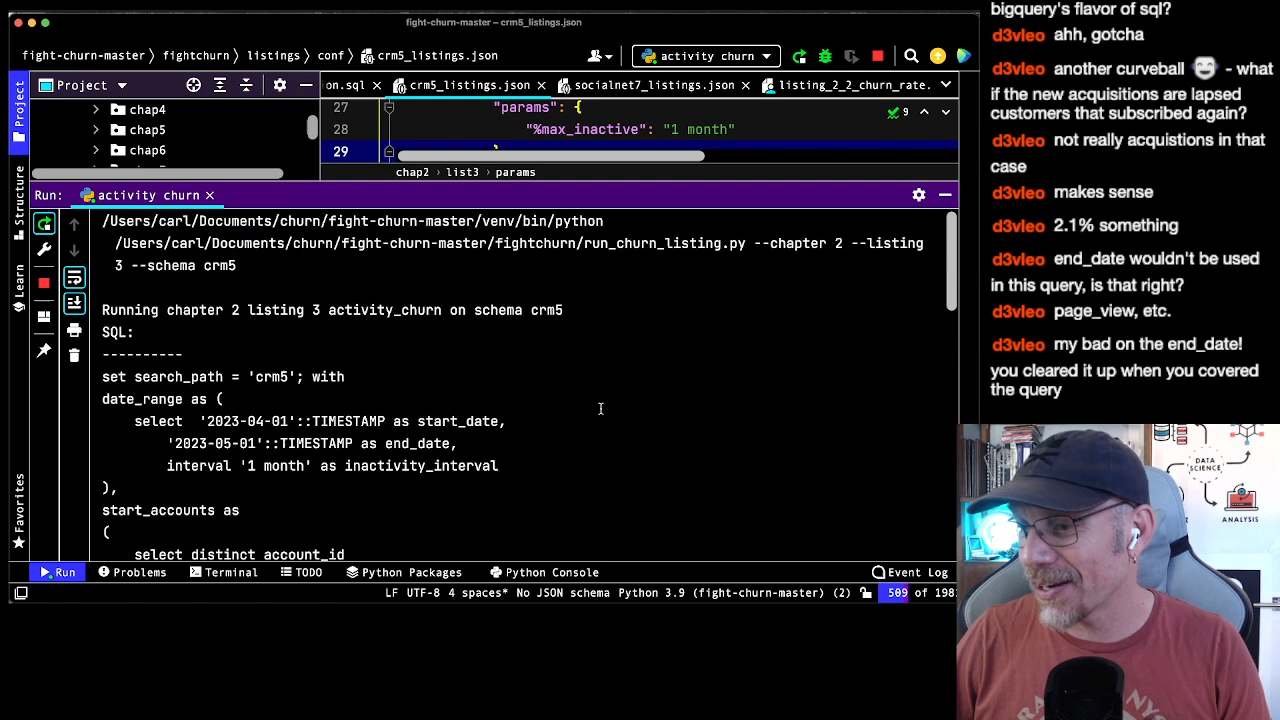 fight-churn-master – crm5_listings.json
fight-churn-master
fightchurn
listings
conf
crm5_listings.json
activity churn
Project
on.sql
crm5_listings.json
socialnet7_listings.json
listing_2_2_churn_rate.
chap4
chap5
chap6
27 "params": {
28 "%max_inactive": "1 month"
29
9
chap2 › list3 › params
Run: activity churn
/Users/carl/Documents/churn/fight-churn-master/venv/bin/python
/Users/carl/Documents/churn/fight-churn-master/fightchurn/run_churn_listing.py --chapter 2 --listing
3 --schema crm5
Running chapter 2 listing 3 activity_churn on schema crm5
SQL:
----------
set search_path = 'crm5'; with
date_range as (
select '2023-04-01'::TIMESTAMP as start_date,
'2023-05-01'::TIMESTAMP as end_date,
interval '1 month' as inactivity_interval
),
start_accounts as
(
select distinct account_id
Project
Structure
Learn
Favorites
Run
Problems
Terminal
TODO
Python Packages
Python Console
Event Log
LF UTF-8 4 spaces* No JSON schema Python 3.9 (fight-churn-master) (2)
509 of 198
bigquery's flavor of sql?
d3vleo ahh, gotcha
d3vleo another curveball - what
if the new acquisitions are lapsed
customers that subscribed again?
d3vleo not really acquistions in that
case
d3vleo makes sense
d3vleo 2.1% something
d3vleo end_date wouldn't be used
in this query, is that right?
d3vleo page_view, etc.
d3vleo my bad on the end_date!
you cleared it up when you covered
the query
DATA
SCIENCE
ANALYSIS